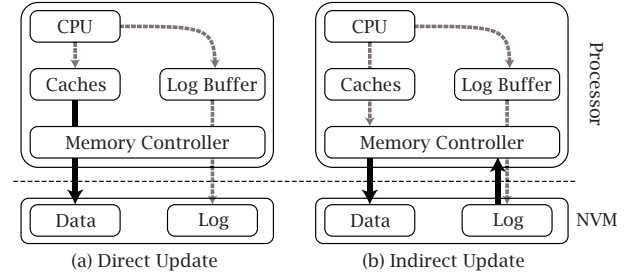 CPU
Caches
Log Buffer
Memory Controller
Data
Log
(a) Direct Update
CPU
Caches
Log Buffer
Memory Controller
Data
Log
(b) Indirect Update
Processor
NVM